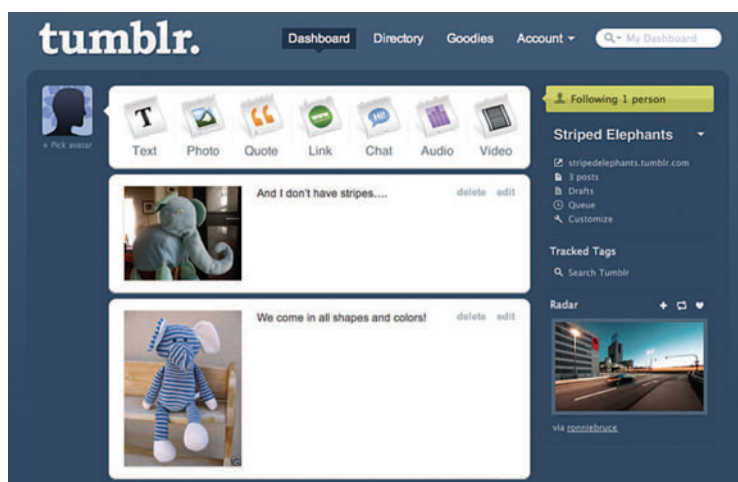 tumblr.
Dashboard Directory Goodies Account
My Dashboard
+ Pick avatar
T
www
Hi!
Text Photo Quote Link Chat Audio Video
And I don't have stripes....
delete edit
We come in all shapes and colors!
delete edit
Following 1 person
Striped Elephants
stripedelephants.tumblr.com
3 posts
Drafts
Queue
Customize
Tracked Tags
Search Tumblr
Radar
via ronniebruce